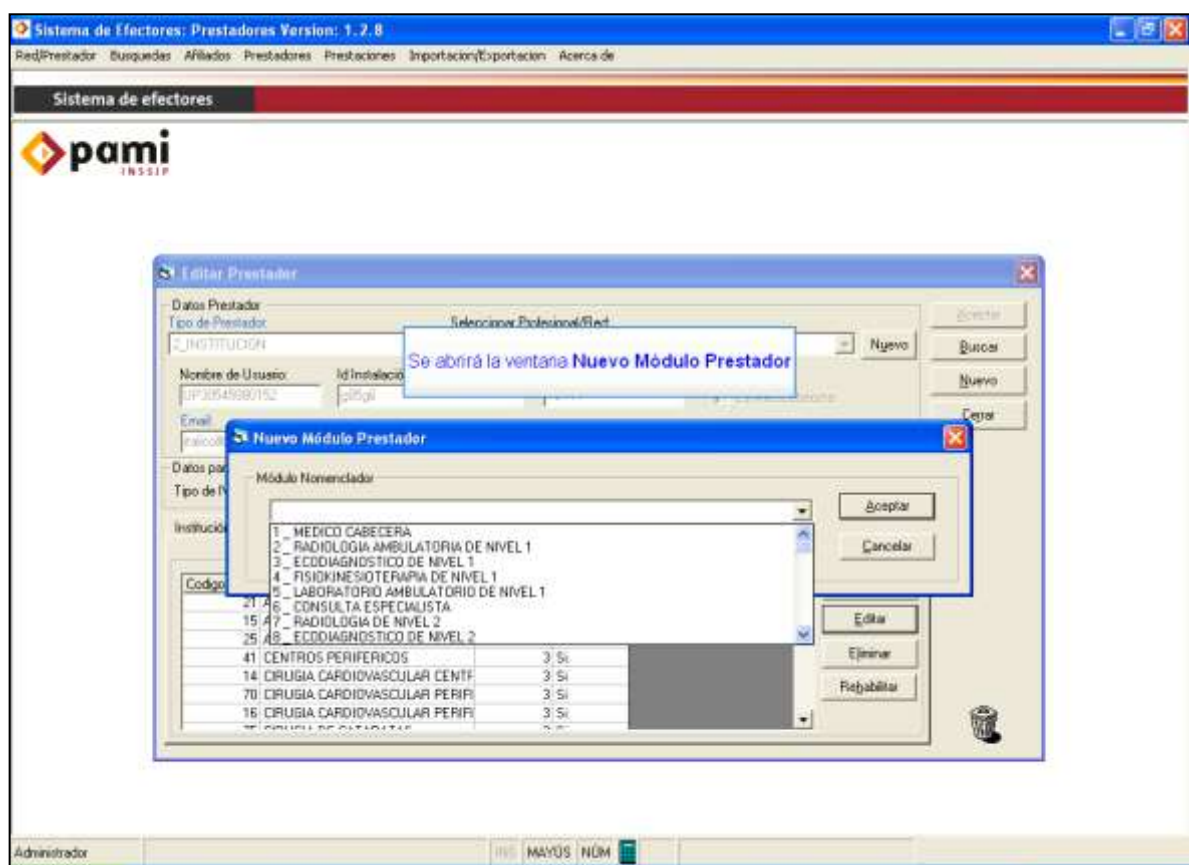 Sistema de Efectores: Prestadores Version: 1.2.8
Red/Prestador Busquedas Afiliados Prestadores Prestaciones Importacion/Exportacion Acerca de
Sistema de efectores
pami
INSSJP
Editar Prestador
Datos Prestador
Tipo de Prestador Seleccionar Profesional/Red
2_INSTITUCION
Nuevo
Aceptar
Buscar
Nuevo
Cerrar
Se abrirá la ventana Nuevo Módulo Prestador
Nombre de Usuario: Id Instalació
Email
Nuevo Módulo Prestador
Datos par
Tipo de
Institución
Módulo Nomenclador
Aceptar
Cancelar
1 _ MEDICO CABECERA
2 _ RADIOLOGIA AMBULATORIA DE NIVEL 1
3 _ ECODIAGNOSTICO DE NIVEL 1
4 _ FISIOKINESIOTERAPIA DE NIVEL 1
5 _ LABORATORIO AMBULATORIO DE NIVEL 1
6 _ CONSULTA ESPECIALISTA
7 _ RADIOLOGIA DE NIVEL 2
8 _ ECODIAGNOSTICO DE NIVEL 2
Codigo
21 A
15 A
25 A
41 CENTROS PERIFERICOS 3 Si
14 CIRUGIA CARDIOVASCULAR CENTF 3 Si
70 CIRUGIA CARDIOVASCULAR PERIFI 3 Si
16 CIRUGIA CARDIOVASCULAR PERIFI 3 Si
Editar
Eliminar
Rehabilitar
Administrador INS MAYÚS NÚM